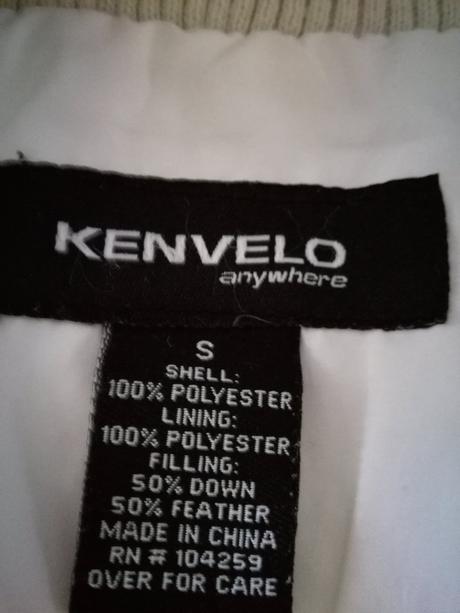 KENVELO
anywhere
S
SHELL:
100% POLYESTER
LINING:
100% POLYESTER
FILLING:
50% DOWN
50% FEATHER
MADE IN CHINA
RN # 104259
OVER FOR CARE